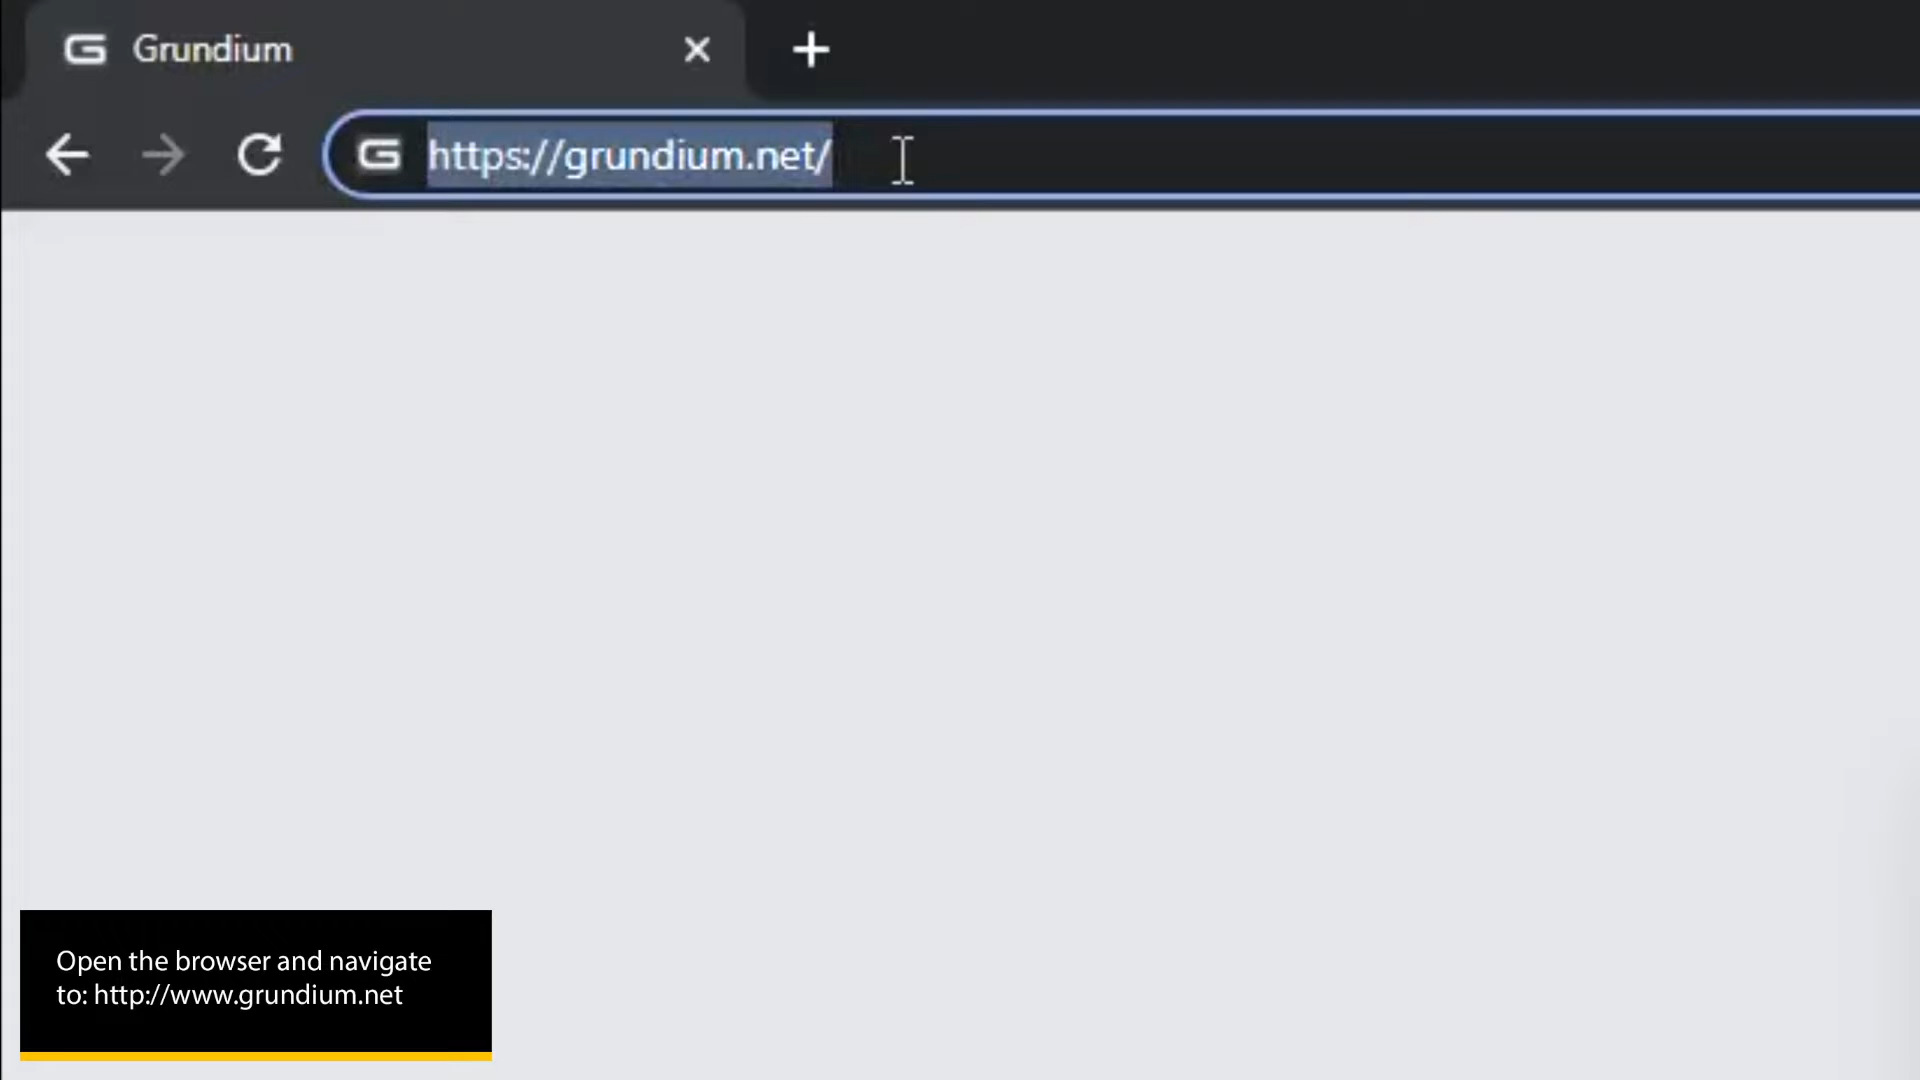 Grundium
https://grundium.net/
Open the browser and navigate
to: http://www.grundium.net